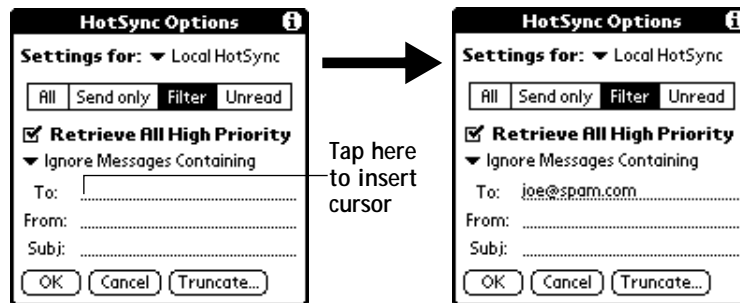 HotSync Options
Settings for: Local HotSync
All Send only Filter Unread
Retrieve All High Priority
Ignore Messages Containing
To:
From:
Subj:
OK Cancel Truncate...
Tap here
to insert
cursor
HotSync Options
Settings for: Local HotSync
All Send only Filter Unread
Retrieve All High Priority
Ignore Messages Containing
To: joe@spam.com
From:
Subj:
OK Cancel Truncate...